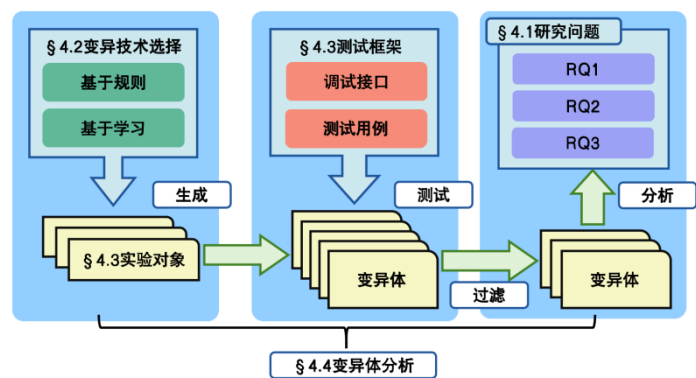 §4.2变异技术选择
基于规则
基于学习
生成
§4.3实验对象
§4.3测试框架
调试接口
测试用例
测试
变异体
过滤
§4.1研究问题
RQ1
RQ2
RQ3
分析
变异体
§4.4变异体分析